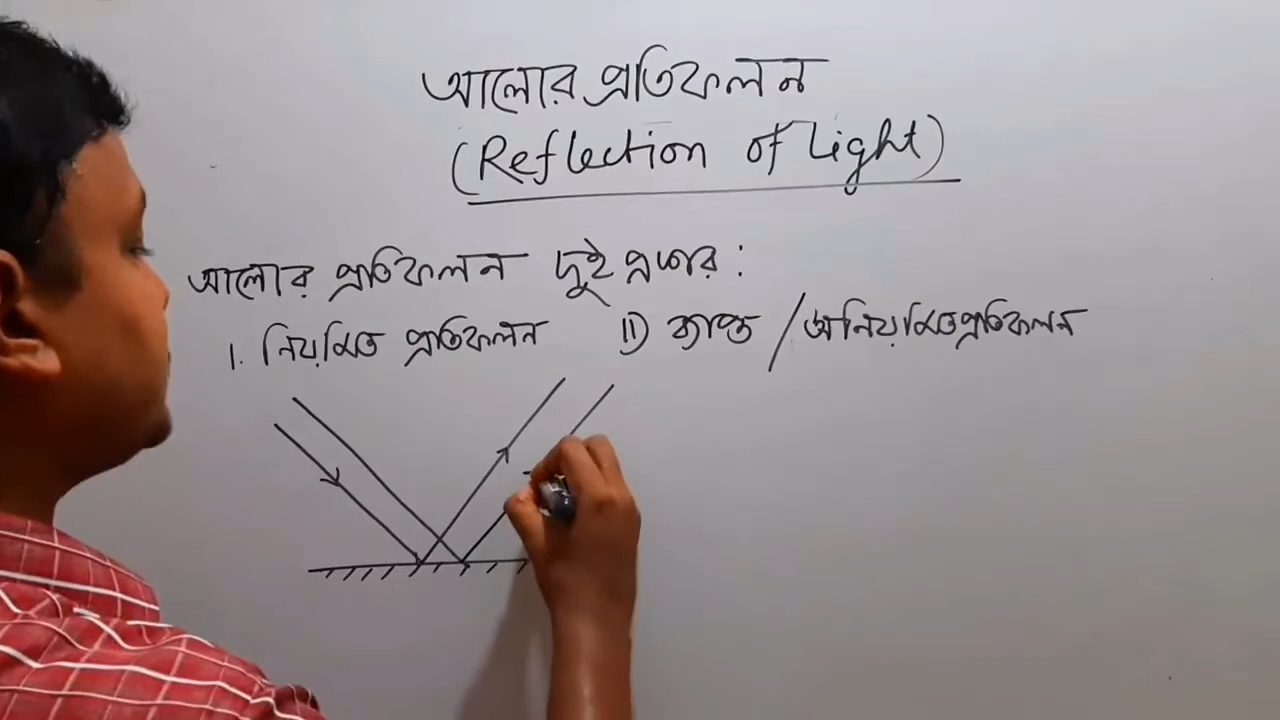 আলোর প্রতিফলন
(Reflection of Light)
আলোর প্রতিফলন দুই প্রকার :
1. নিয়মিত প্রতিফলন II) ব্যাপ্ত / অনিয়মিত প্রতিফলন